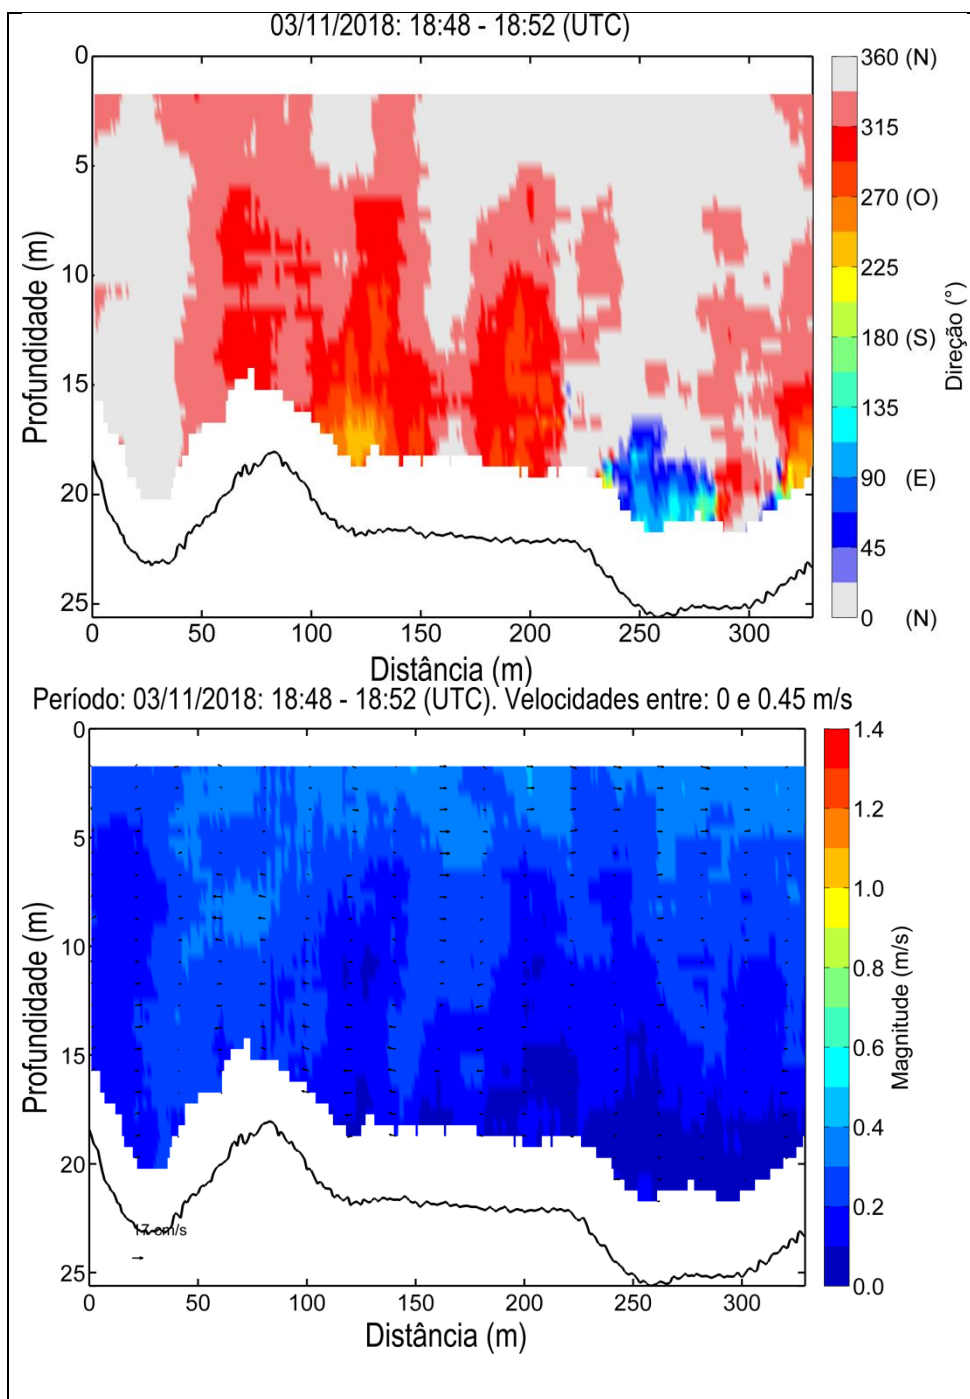 03/11/2018: 18:48 - 18:52 (UTC)
0
5
10
15
20
25
Profundidade (m)
0 50 100 150 200 250 300
Distância (m)
360 (N)
315
270 (O)
225
180 (S)
135
90 (E)
45
0 (N)
Direção (°)
Período: 03/11/2018: 18:48 - 18:52 (UTC). Velocidades entre: 0 e 0.45 m/s
0
5
10
15
20
25
Profundidade (m)
17 cm/s
0 50 100 150 200 250 300
Distância (m)
1.4
1.2
1.0
0.8
0.6
0.4
0.2
0.0
Magnitude (m/s)